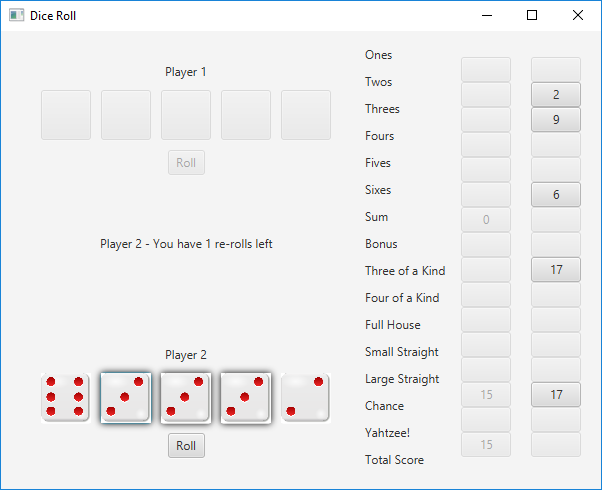 Dice Roll
Player 1
Roll
Player 2 - You have 1 re-rolls left
Player 2
Roll
Ones
Twos
2
Threes
9
Fours
Fives
Sixes
6
Sum
0
Bonus
Three of a Kind
17
Four of a Kind
Full House
Small Straight
Large Straight
15
17
Chance
Yahtzee!
15
Total Score